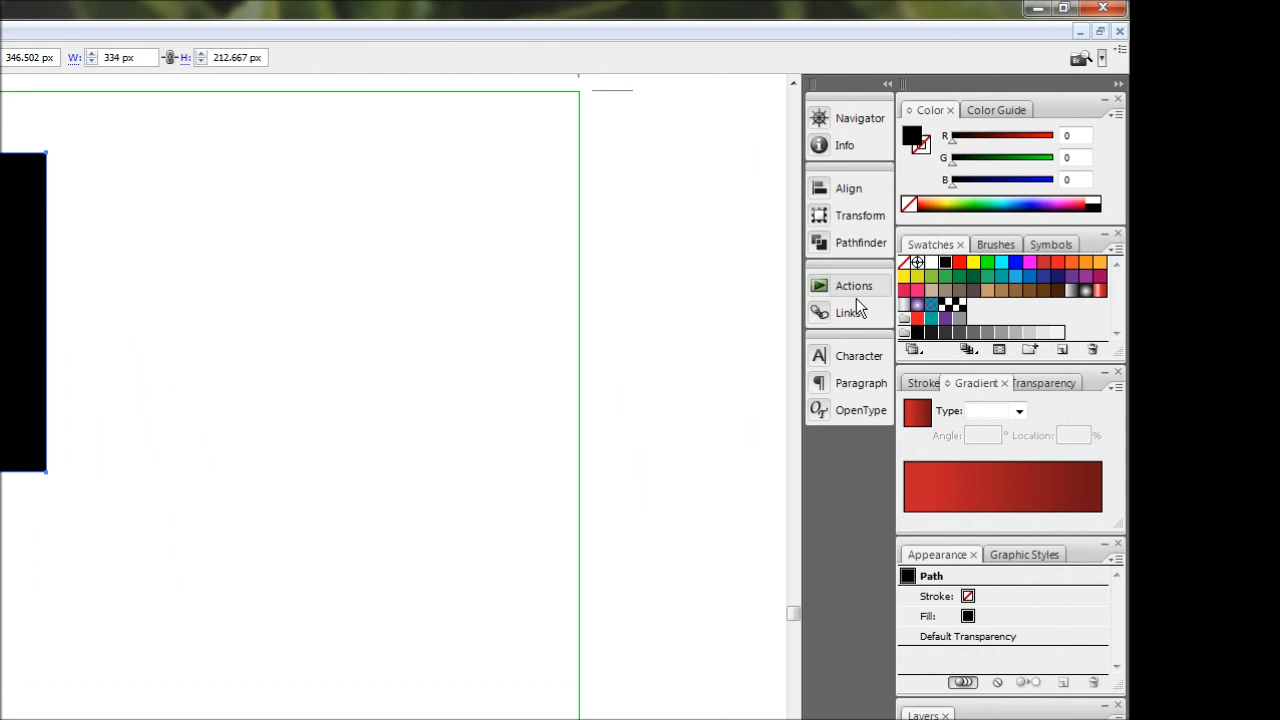 346.502 px W: 334 px H: 212.667 px
Br
Navigator
Info
Align
Transform
Pathfinder
Actions
Links
Character
Paragraph
OpenType
Color Color Guide
R 0
G 0
B 0
Swatches Brushes Symbols
Stroke Gradient Transparency
Type:
Angle: ° Location: %
Appearance Graphic Styles
Path
Stroke:
Fill:
Default Transparency
Layers